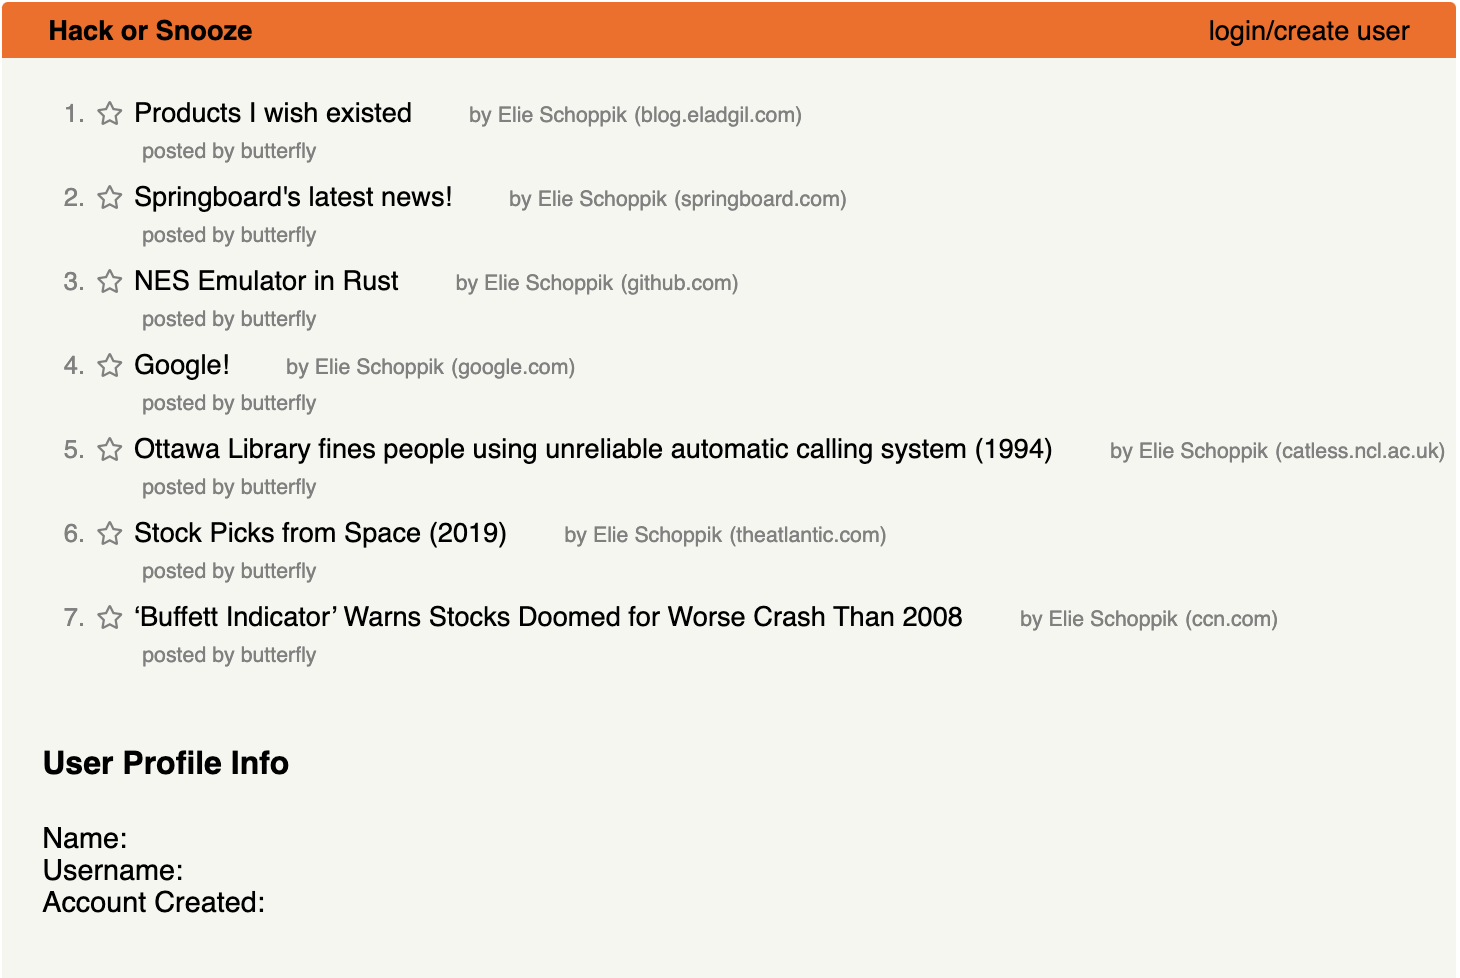 Hack or Snooze login/create user
1. Products I wish existed by Elie Schoppik (blog.eladgil.com)
posted by butterfly
2. Springboard's latest news! by Elie Schoppik (springboard.com)
posted by butterfly
3. NES Emulator in Rust by Elie Schoppik (github.com)
posted by butterfly
4. Google! by Elie Schoppik (google.com)
posted by butterfly
5. Ottawa Library fines people using unreliable automatic calling system (1994) by Elie Schoppik (catless.ncl.ac.uk)
posted by butterfly
6. Stock Picks from Space (2019) by Elie Schoppik (theatlantic.com)
posted by butterfly
7. ‘Buffett Indicator’ Warns Stocks Doomed for Worse Crash Than 2008 by Elie Schoppik (ccn.com)
posted by butterfly
User Profile Info
Name:
Username:
Account Created: